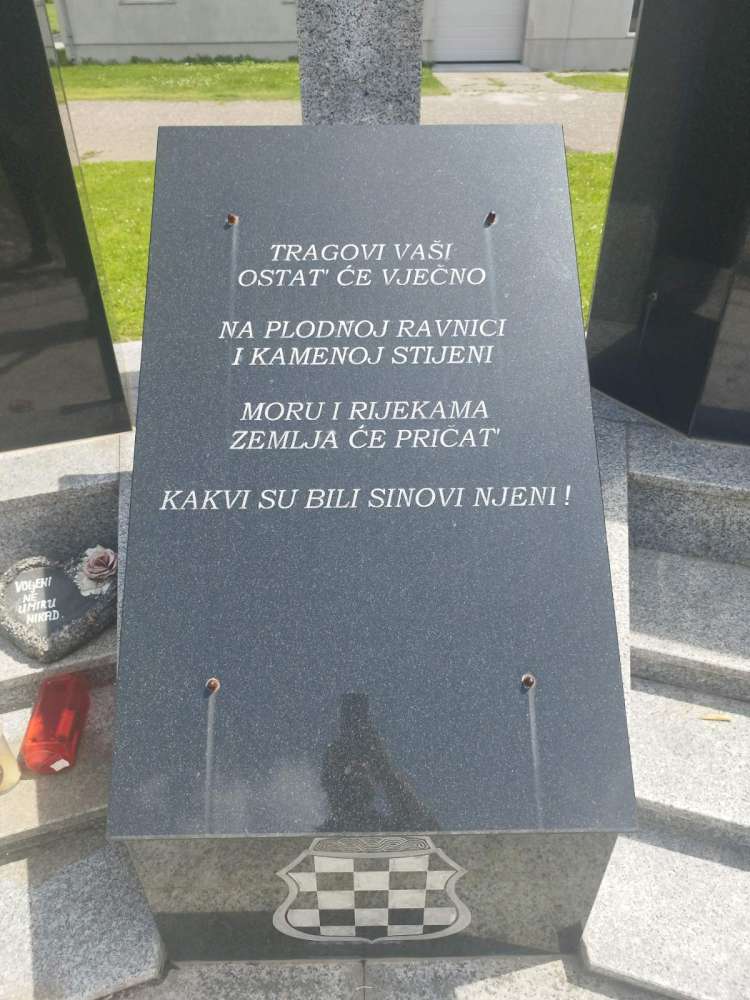 TRAGOVI VAŠI
OSTAT' ĆE VJEČNO
NA PLODNOJ RAVNICI
I KAMENOJ STIJENI
MORU I RIJEKAMA
ZEMLJA ĆE PRIČAT'
KAKVI SU BILI SINOVI NJENI !
VOLJENI
NE
UMIRU
NIKAD